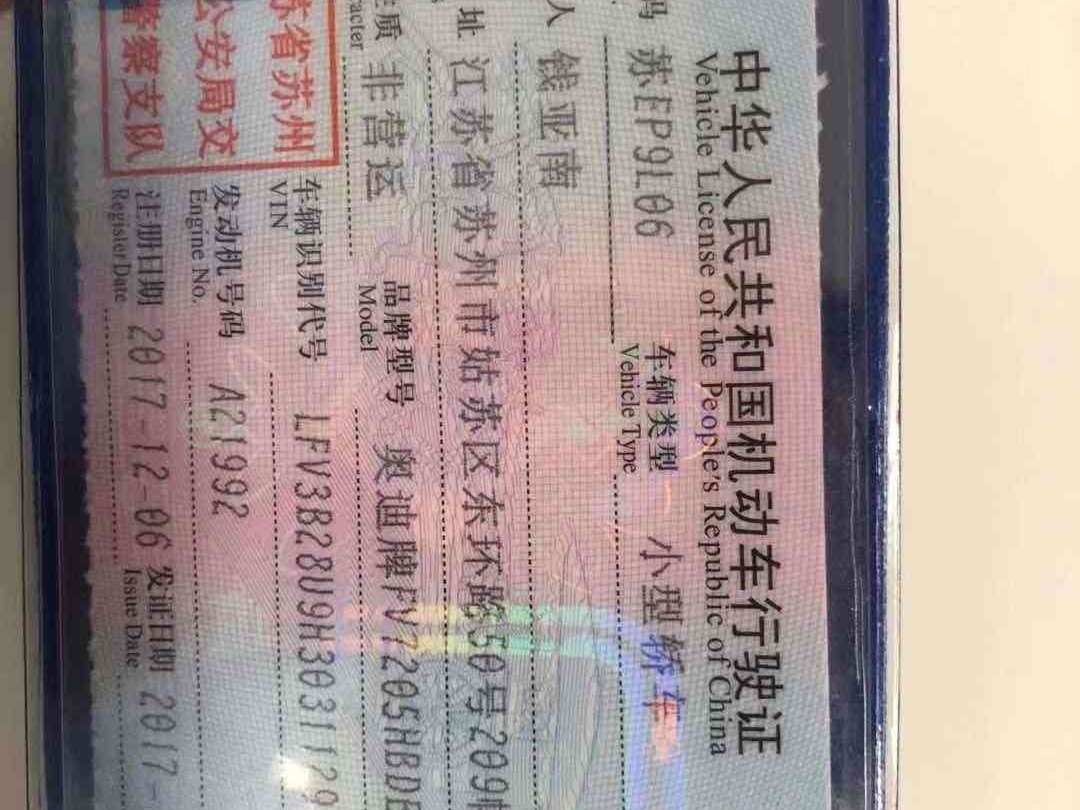 中华人民共和国机动车行驶证
Vehicle License of the People's Republic of China
码 苏EP9L06 车辆类型 小型轿车
Vehicle Type
人 钱亚南
址 江苏省苏州市姑苏区东环路50号209
质 非营运 品牌型号 奥迪牌FV7205HBDB
racter Model
苏省苏州 车辆识别代号 LFV3B28U9H3031129
VIN
公安局交 发动机号码 A21992
Engine No.
警察支队 注册日期 2017-12-06 发证日期 2017-
Register Date Issue Date